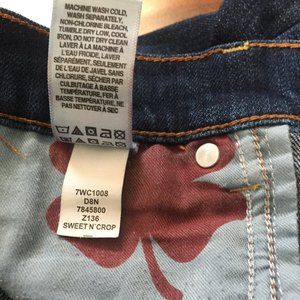 MACHINE WASH COLD,
WASH SEPARATELY,
NON-CHLORINE BLEACH,
TUMBLE DRY LOW, COOL
IRON, DO NOT DRY CLEAN
LAVER À LA MACHINE À
L'EAU FROIDE, LAVER
SÉPARÉMENT, SEULEMENT
DE L'EAU DE JAVEL SANS
CHLORURE, SÉCHER PAR
CULBUTAGE À BASSE
TEMPÉRATURE, FER À
BASSE TEMPÉRATURE, NE
PAS NETTOYER À SEC
7WC1008
D8N
7845800
Z136
SWEET N' CROP